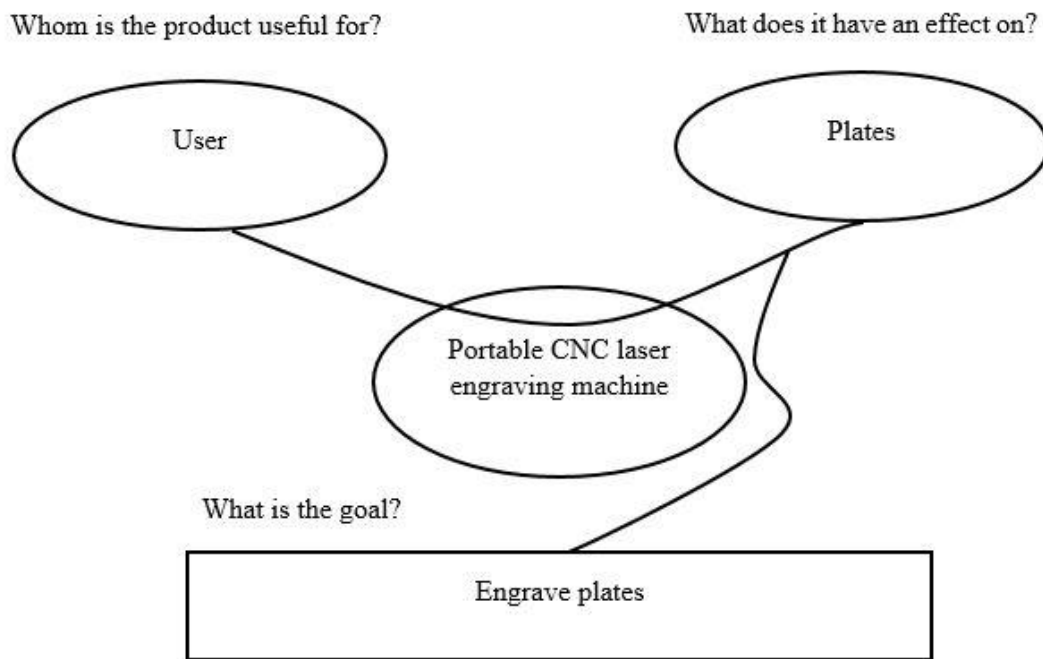 Whom is the product useful for?
What does it have an effect on?
User
Plates
Portable CNC laser
engraving machine
What is the goal?
Engrave plates